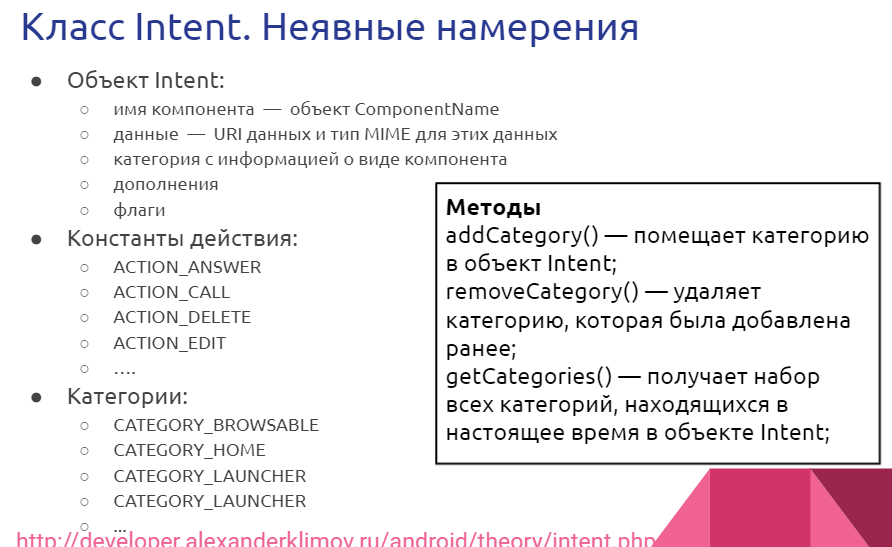 Класс Intent. Неявные намерения
● Объект Intent:
○ имя компонента — объект ComponentName
○ данные — URI данных и тип MIME для этих данных
○ категория с информацией о виде компонента
○ дополнения
○ флаги
● Константы действия:
○ ACTION_ANSWER
○ ACTION_CALL
○ ACTION_DELETE
○ ACTION_EDIT
○ ….
● Категории:
○ CATEGORY_BROWSABLE
○ CATEGORY_HOME
○ CATEGORY_LAUNCHER
○ CATEGORY_LAUNCHER
○ ...
Методы
addCategory() — помещает категорию
в объект Intent;
removeCategory() — удаляет
категорию, которая была добавлена
ранее;
getCategories() — получает набор
всех категорий, находящихся в
настоящее время в объекте Intent;
http://developer.alexanderklimov.ru/android/theory/intent.php